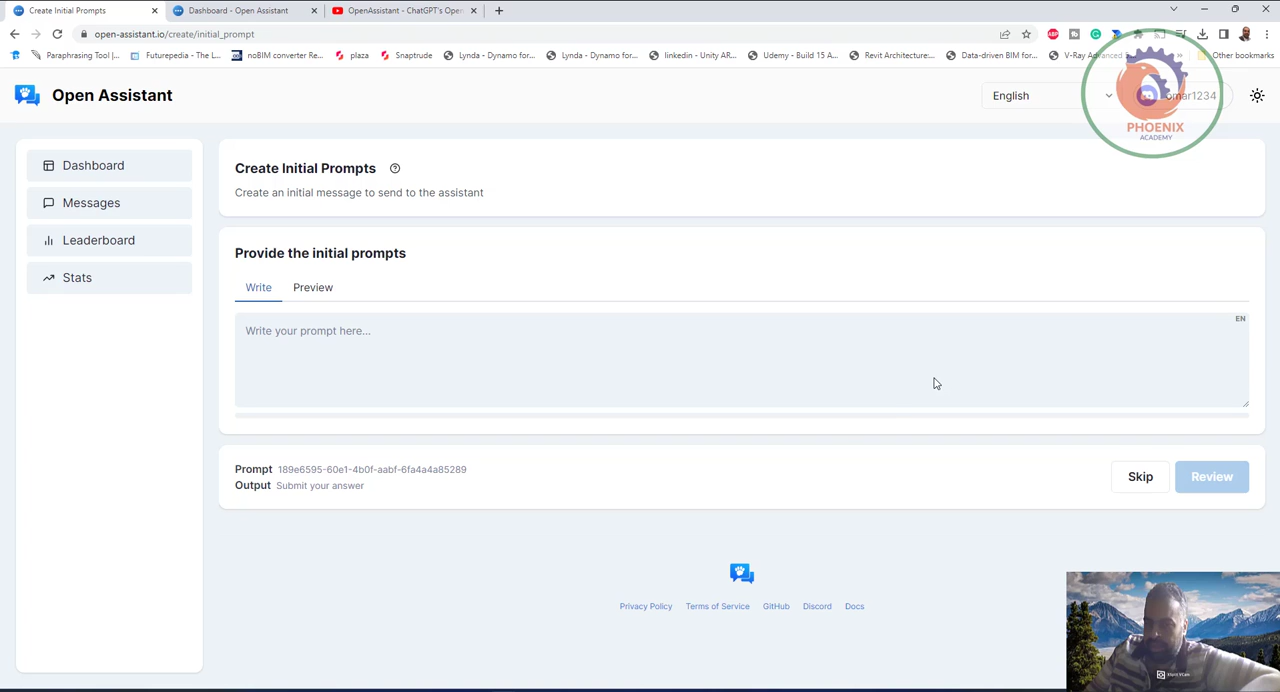 Create Initial Prompts
Dashboard - Open Assistant
OpenAssistant - ChatGPT's Open
open-assistant.io/create/initial_prompt
Paraphrasing Tool |...
Futurepedia - The L...
noBIM converter Re...
plaza
Snaptrude
Lynda - Dynamo for...
Lynda - Dynamo for...
linkedin - Unity AR...
Udemy - Build 15 A...
Revit Architecture:...
Data-driven BIM for...
V-Ray Advanced
Other bookmarks
Open Assistant
English
omar1234
PHOENIX
ACADEMY
Dashboard
Messages
Leaderboard
Stats
Create Initial Prompts
Create an initial message to send to the assistant
Provide the initial prompts
Write
Preview
EN
Write your prompt here...
Prompt 189e6595-60e1-4b0f-aabf-6fa4a4a85289
Output Submit your answer
Skip
Review
Privacy Policy
Terms of Service
GitHub
Discord
Docs